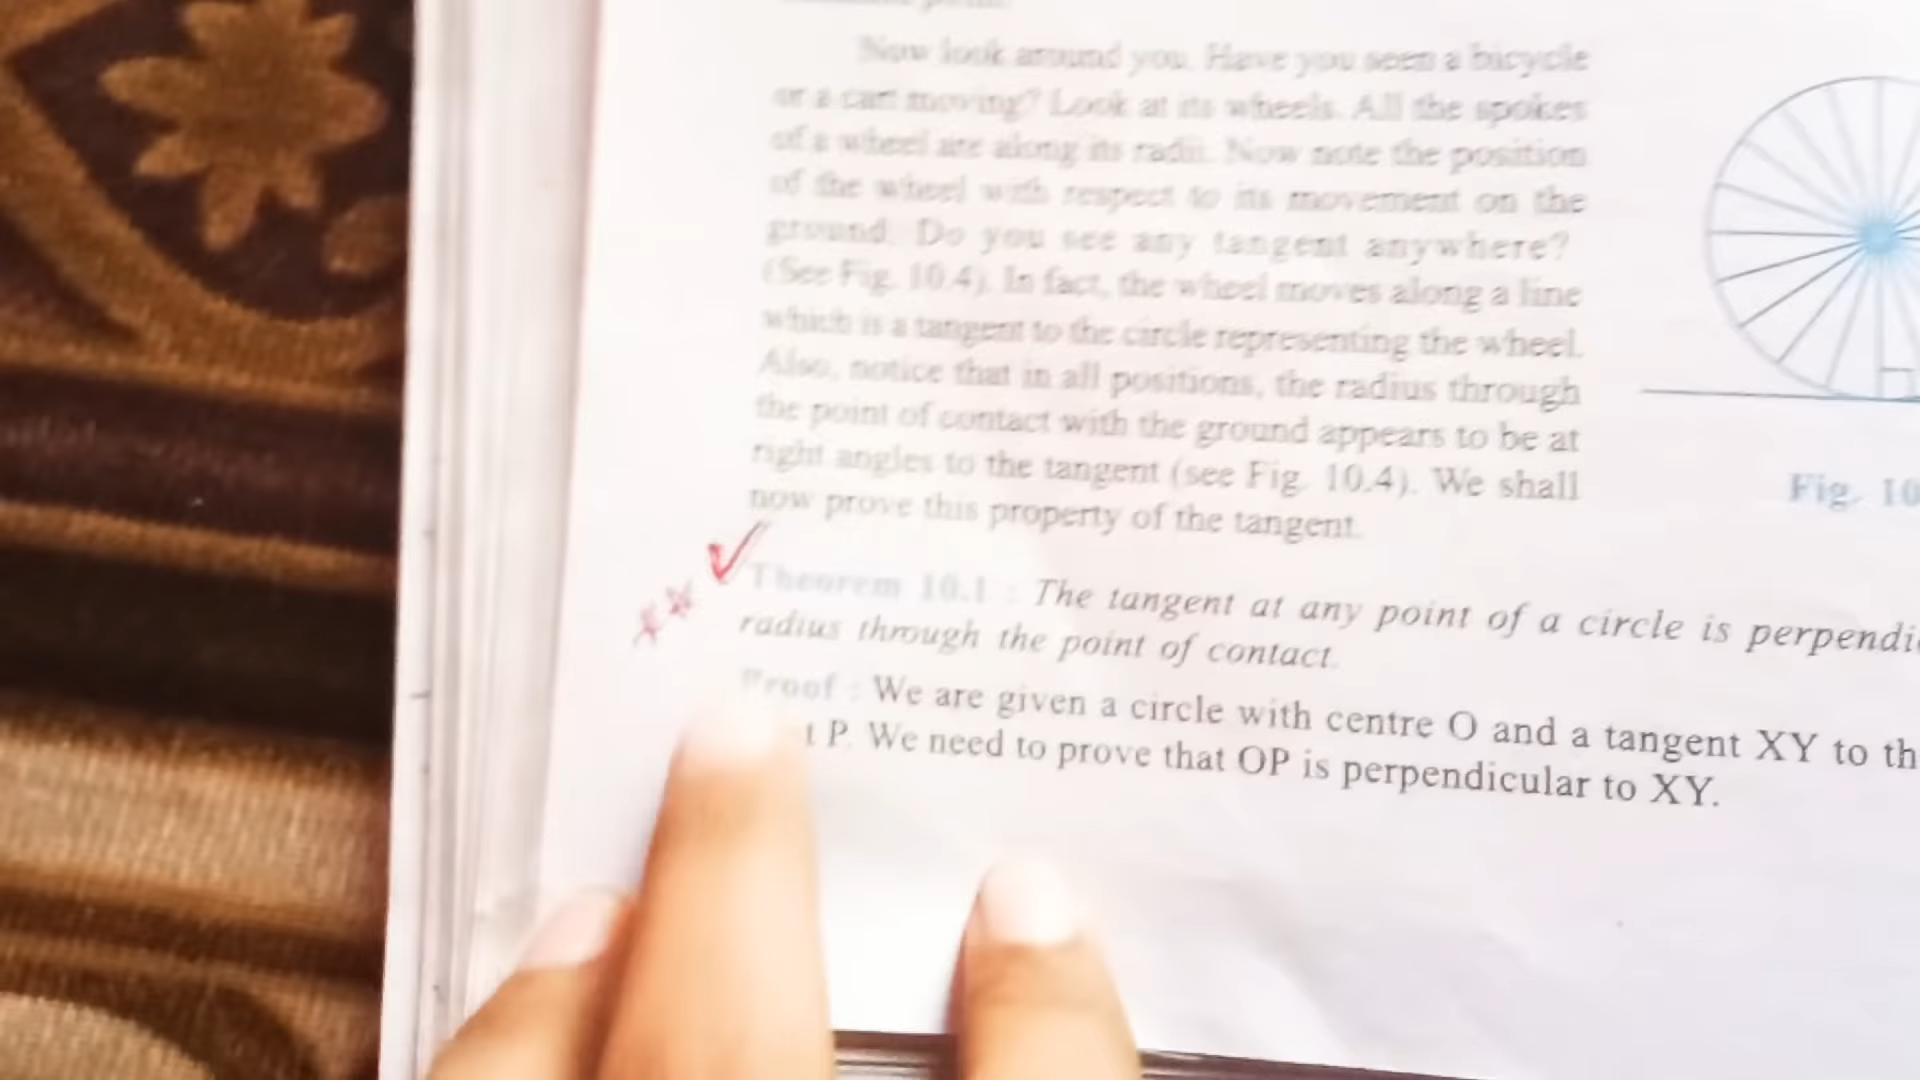 Now look around you. Have you seen a bicycle
or a cart moving? Look at its wheels. All the spokes
of a wheel are along its radii. Now note the position
of the wheel with respect to its movement on the
ground. Do you see any tangent anywhere?
(See Fig. 10.4). In fact, the wheel moves along a line
which is a tangent to the circle representing the wheel.
Also, notice that in all positions, the radius through
the point of contact with the ground appears to be at
right angles to the tangent (see Fig. 10.4). We shall
now prove this property of the tangent.
Fig. 10
Theorem 10.1 : The tangent at any point of a circle is perpendi
radius through the point of contact.
Proof : We are given a circle with centre O and a tangent XY to th
t P. We need to prove that OP is perpendicular to XY.